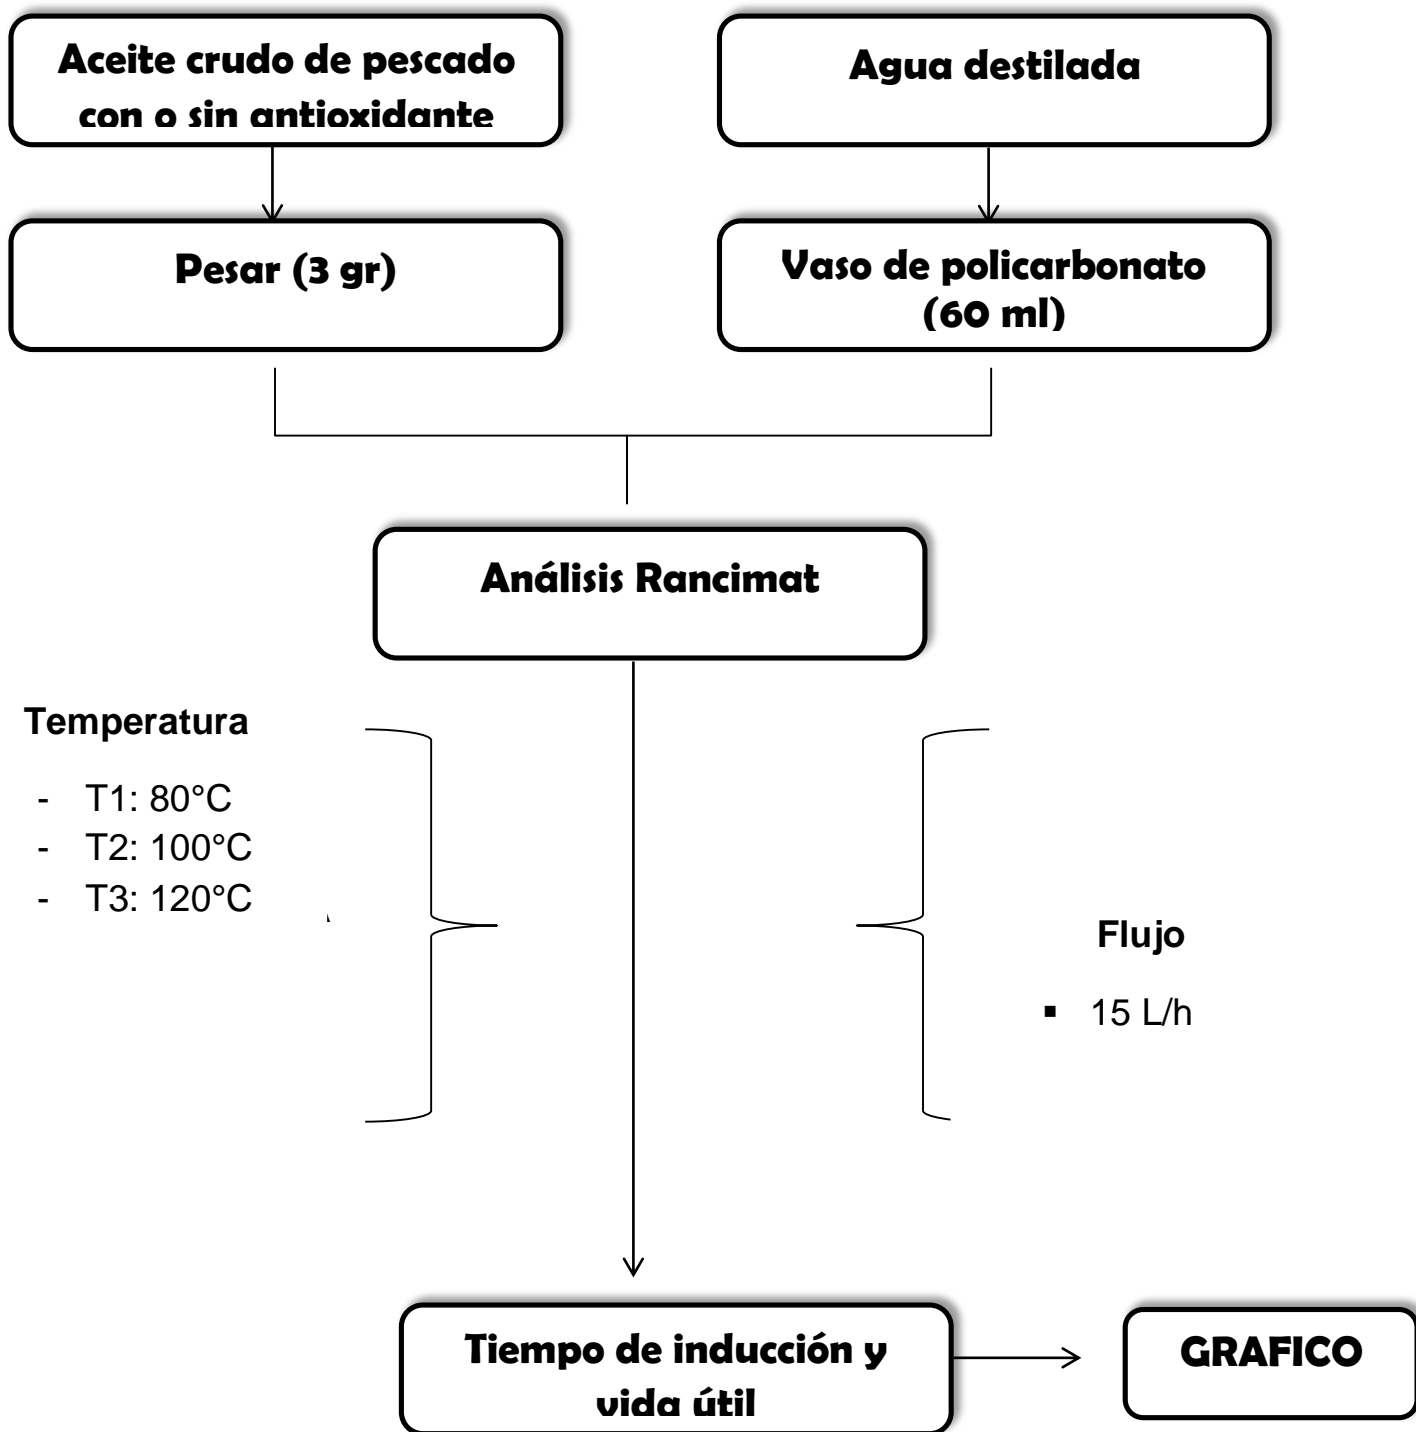 Aceite crudo de pescado
con o sin antioxidante
Agua destilada
Pesar (3 gr)
Vaso de policarbonato
(60 ml)
Análisis Rancimat
Temperatura
- T1: 80°C
- T2: 100°C
- T3: 120°C
Flujo
▪ 15 L/h
Tiempo de inducción y
vida útil
GRAFICO